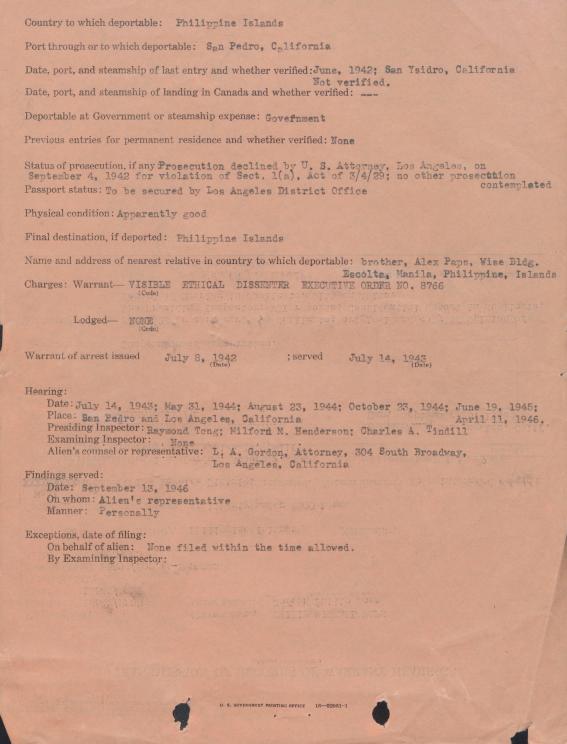 Country to which deportable: Philippine Islands
Port through or to which deportable: San Pedro, California
Date, port, and steamship of last entry and whether verified: June, 1942; San Ysidro, California
Not verified.
Date, port, and steamship of landing in Canada and whether verified: ---
Deportable at Government or steamship expense: Government
Previous entries for permanent residence and whether verified: None
Status of prosecution, if any Prosecution declined by U. S. Attorney, Los Angeles, on
September 4, 1942 for violation of Sect. 1(a), Act of 3/4/29; no other prosecution
contemplated
Passport status: To be secured by Los Angeles District Office
Physical condition: Apparently good
Final destination, if deported: Philippine Islands
Name and address of nearest relative in country to which deportable: brother, Alex Paps, Wise Bldg.
Escolta, Manila, Philippine, Islands
Charges: Warrant— VISIBLE ETHICAL DISSENTER EXECUTIVE ORDER NO. 8766
(Code)
Lodged— NONE
(Code)
Warrant of arrest issued July 8, 1942 ; served July 14, 1943
(Date) (Date)
Hearing:
Date: July 14, 1943; May 31, 1944; August 23, 1944; October 23, 1944; June 19, 1945;
Place: San Pedro and Los Angeles, California April 11, 1946.
Presiding Inspector: Raymond Tong; Milford M. Henderson; Charles A. Tindill
Examining Inspector: None
Alien's counsel or representative: L. A. Gordon, Attorney, 304 South Broadway,
Los Angeles, California
Findings served:
Date: September 13, 1946
On whom: Alien's representative
Manner: Personally
Exceptions, date of filing:
On behalf of alien: None filed within the time allowed.
By Examining Inspector: -
U. S. GOVERNMENT PRINTING OFFICE